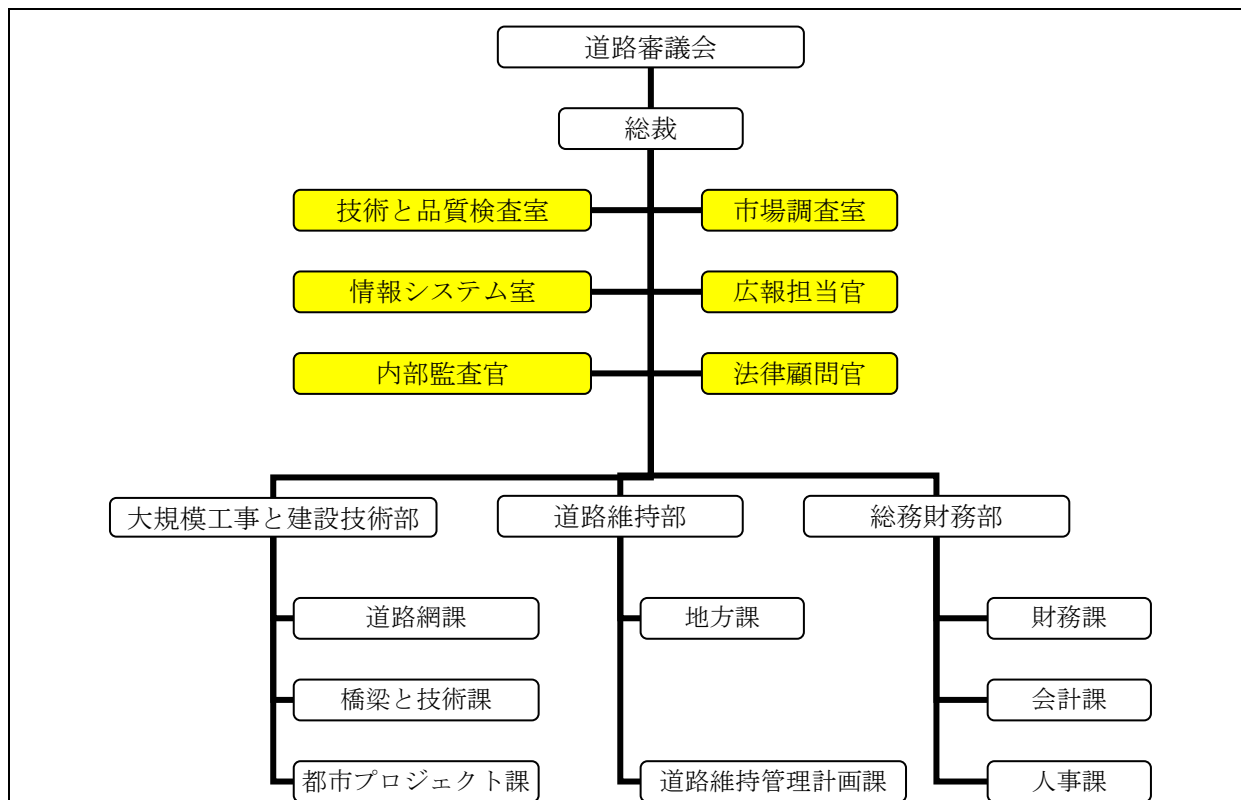 道路審議会
総裁
技術と品質検査室
市場調査室
情報システム室
広報担当官
内部監査官
法律顧問官
大規模工事と建設技術部
道路維持部
総務財務部
道路網課
地方課
財務課
橋梁と技術課
会計課
都市プロジェクト課
道路維持管理計画課
人事課